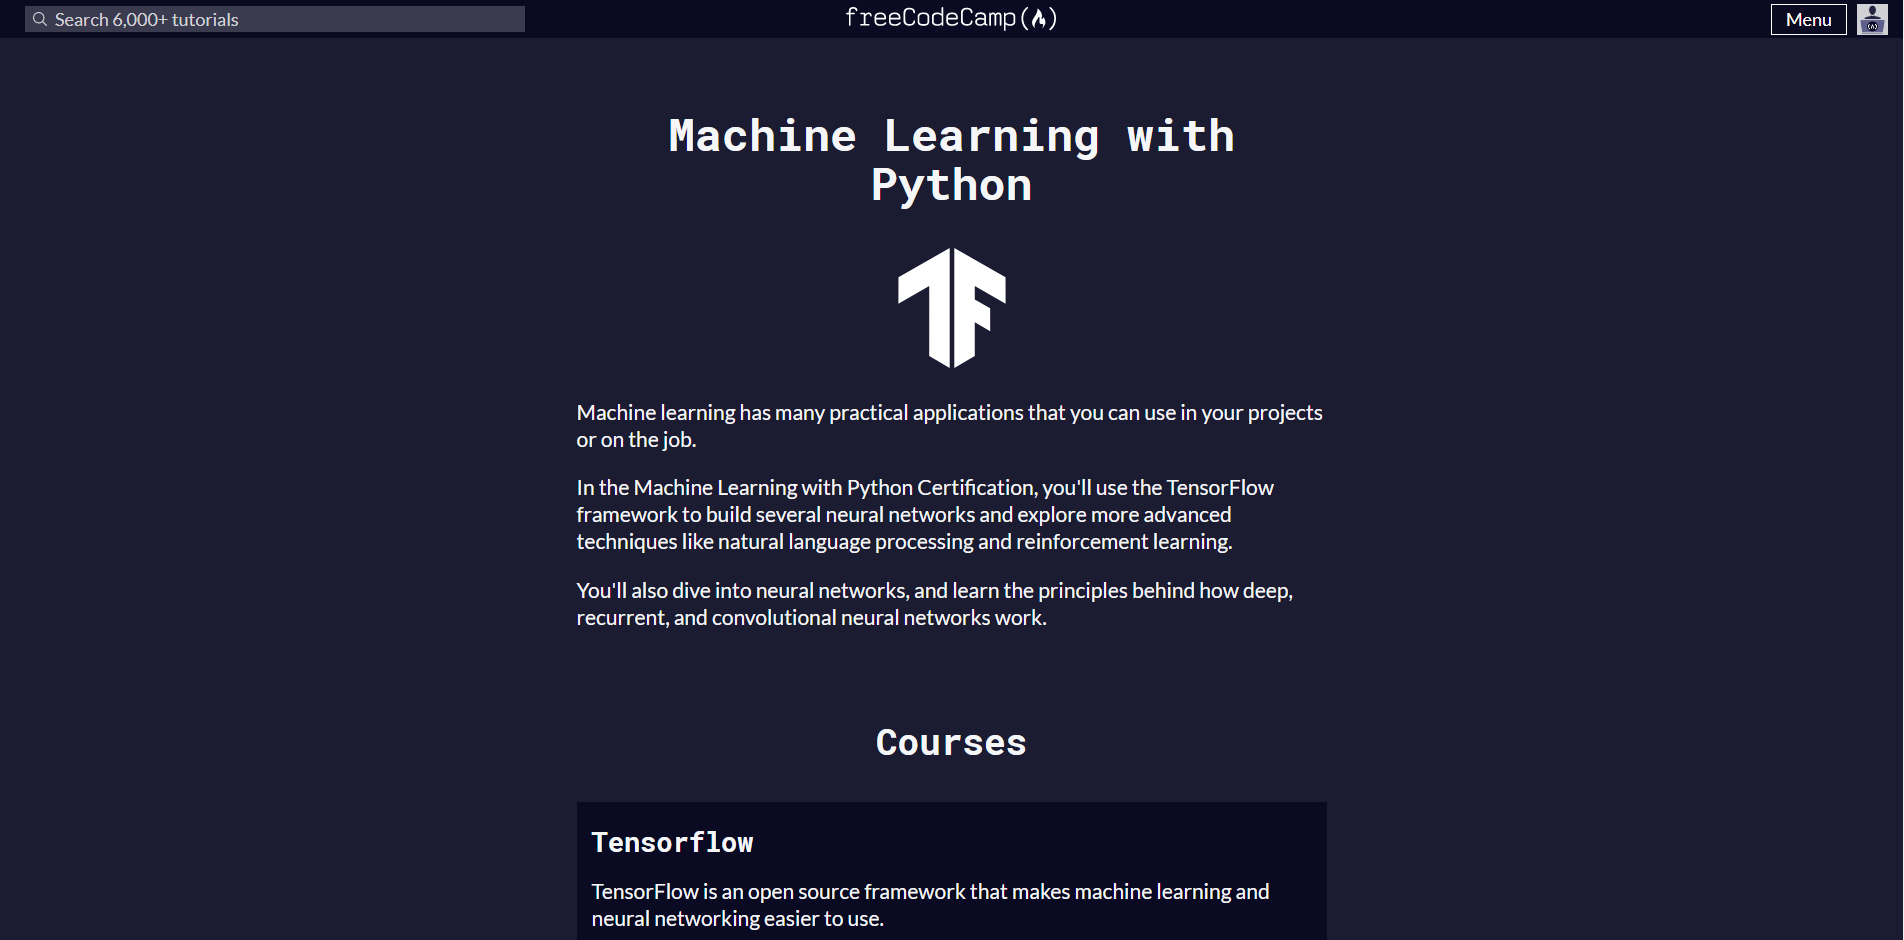 Search 6,000+ tutorials
freeCodeCamp(🔥)
Menu
Machine Learning with
Python
Machine learning has many practical applications that you can use in your projects
or on the job.
In the Machine Learning with Python Certification, you'll use the TensorFlow
framework to build several neural networks and explore more advanced
techniques like natural language processing and reinforcement learning.
You'll also dive into neural networks, and learn the principles behind how deep,
recurrent, and convolutional neural networks work.
Courses
Tensorflow
TensorFlow is an open source framework that makes machine learning and
neural networking easier to use.